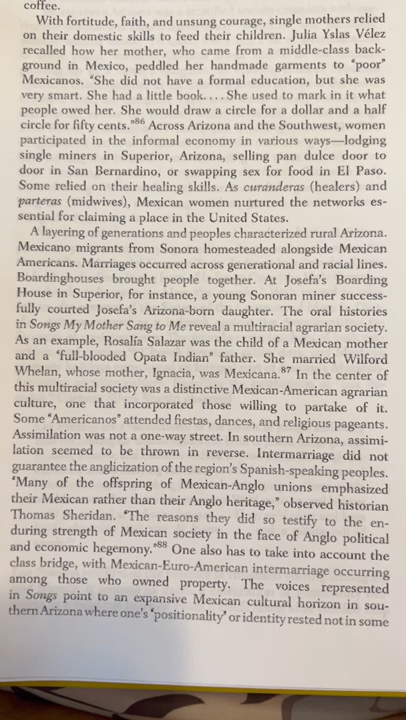 coffee.
With fortitude, faith, and unsung courage, single mothers relied
on their domestic skills to feed their children. Julia Yslas Vélez
recalled how her mother, who came from a middle-class back-
ground in Mexico, peddled her handmade garments to "poor"
Mexicanos. "She did not have a formal education, but she was
very smart. She had a little book.... She used to mark in it what
people owed her. She would draw a circle for a dollar and a half
circle for fifty cents."86 Across Arizona and the Southwest, women
participated in the informal economy in various ways—lodging
single miners in Superior, Arizona, selling pan dulce door to
door in San Bernardino, or swapping sex for food in El Paso.
Some relied on their healing skills. As curanderas (healers) and
parteras (midwives), Mexican women nurtured the networks es-
sential for claiming a place in the United States.
A layering of generations and peoples characterized rural Arizona.
Mexicano migrants from Sonora homesteaded alongside Mexican
Americans. Marriages occurred across generational and racial lines.
Boardinghouses brought people together. At Josefa's Boarding
House in Superior, for instance, a young Sonoran miner success-
fully courted Josefa's Arizona-born daughter. The oral histories
in Songs My Mother Sang to Me reveal a multiracial agrarian society.
As an example, Rosalía Salazar was the child of a Mexican mother
and a "full-blooded Opata Indian" father. She married Wilford
Whelan, whose mother, Ignacia, was Mexicana.87 In the center of
this multiracial society was a distinctive Mexican-American agrarian
culture, one that incorporated those willing to partake of it.
Some "Americanos" attended fiestas, dances, and religious pageants.
Assimilation was not a one-way street. In southern Arizona, assimi-
lation seemed to be thrown in reverse. Intermarriage did not
guarantee the anglicization of the region's Spanish-speaking peoples.
"Many of the offspring of Mexican-Anglo unions emphasized
their Mexican rather than their Anglo heritage," observed historian
Thomas Sheridan. "The reasons they did so testify to the en-
during strength of Mexican society in the face of Anglo political
and economic hegemony."88 One also has to take into account the
class bridge, with Mexican-Euro-American intermarriage occurring
among those who owned property. The voices represented
in Songs point to an expansive Mexican cultural horizon in sou-
thern Arizona where one's "positionality" or identity rested not in some